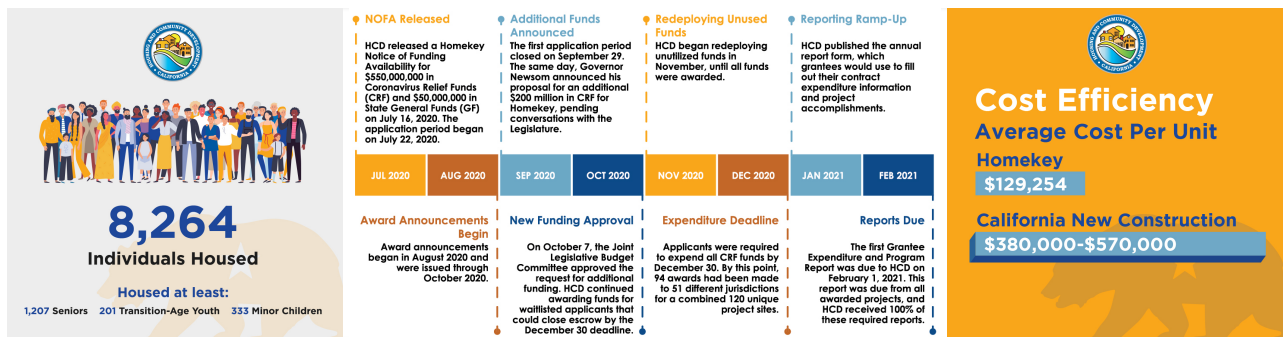 HOUSING AND COMMUNITY DEVELOPMENT
CALIFORNIA
8,264
Individuals Housed
Housed at least:
1,207 Seniors 201 Transition-Age Youth 333 Minor Children
NOFA Released
HCD released a Homekey
Notice of Funding
Availability for
$550,000,000 in
Coronavirus Relief Funds
(CRF) and $50,000,000 in
State General Funds (GF)
on July 16, 2020. The
application period began
on July 22, 2020.
Additional Funds
Announced
The first application period
closed on September 29.
The same day, Governor
Newsom announced his
proposal for an additional
$200 million in CRF for
Homekey, pending
conversations with the
Legislature.
Redeploying Unused
Funds
HCD began redeploying
unutilized funds in
November, until all funds
were awarded.
Reporting Ramp-Up
HCD published the annual
report form, which
grantees would use to fill
out their contract
expenditure information
and project
accomplishments.
JUL 2020 AUG 2020 SEP 2020 OCT 2020 NOV 2020 DEC 2020 JAN 2021 FEB 2021
Award Announcements
Begin
Award announcements
began in August 2020 and
were issued through
October 2020.
New Funding Approval
On October 7, the Joint
Legislative Budget
Committee approved the
request for additional
funding. HCD continued
awarding funds for
waitlisted applicants that
could close escrow by the
December 30 deadline.
Expenditure Deadline
Applicants were required
to expend all CRF funds by
December 30. By this point,
94 awards had been made
to 51 different jurisdictions
for a combined 120 unique
project sites.
Reports Due
The first Grantee
Expenditure and Program
Report was due to HCD on
February 1, 2021. This
report was due from all
awarded projects, and
HCD received 100% of
these required reports.
HOUSING AND COMMUNITY DEVELOPMENT
CALIFORNIA
Cost Efficiency
Average Cost Per Unit
Homekey
$129,254
California New Construction
$380,000-$570,000